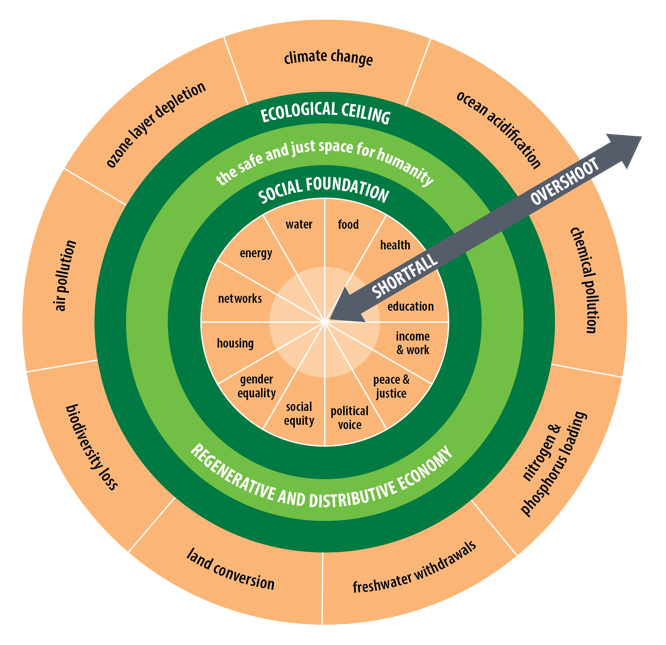 climate change
ocean acidification
chemical pollution
nitrogen &
phosphorus loading
freshwater withdrawals
land conversion
biodiversity loss
air pollution
ozone layer depletion
ECOLOGICAL CEILING
the safe and just space for humanity
SOCIAL FOUNDATION
OVERSHOOT
SHORTFALL
water
food
health
education
income
& work
peace &
justice
political
voice
social
equity
gender
equality
housing
networks
energy
REGENERATIVE AND DISTRIBUTIVE ECONOMY